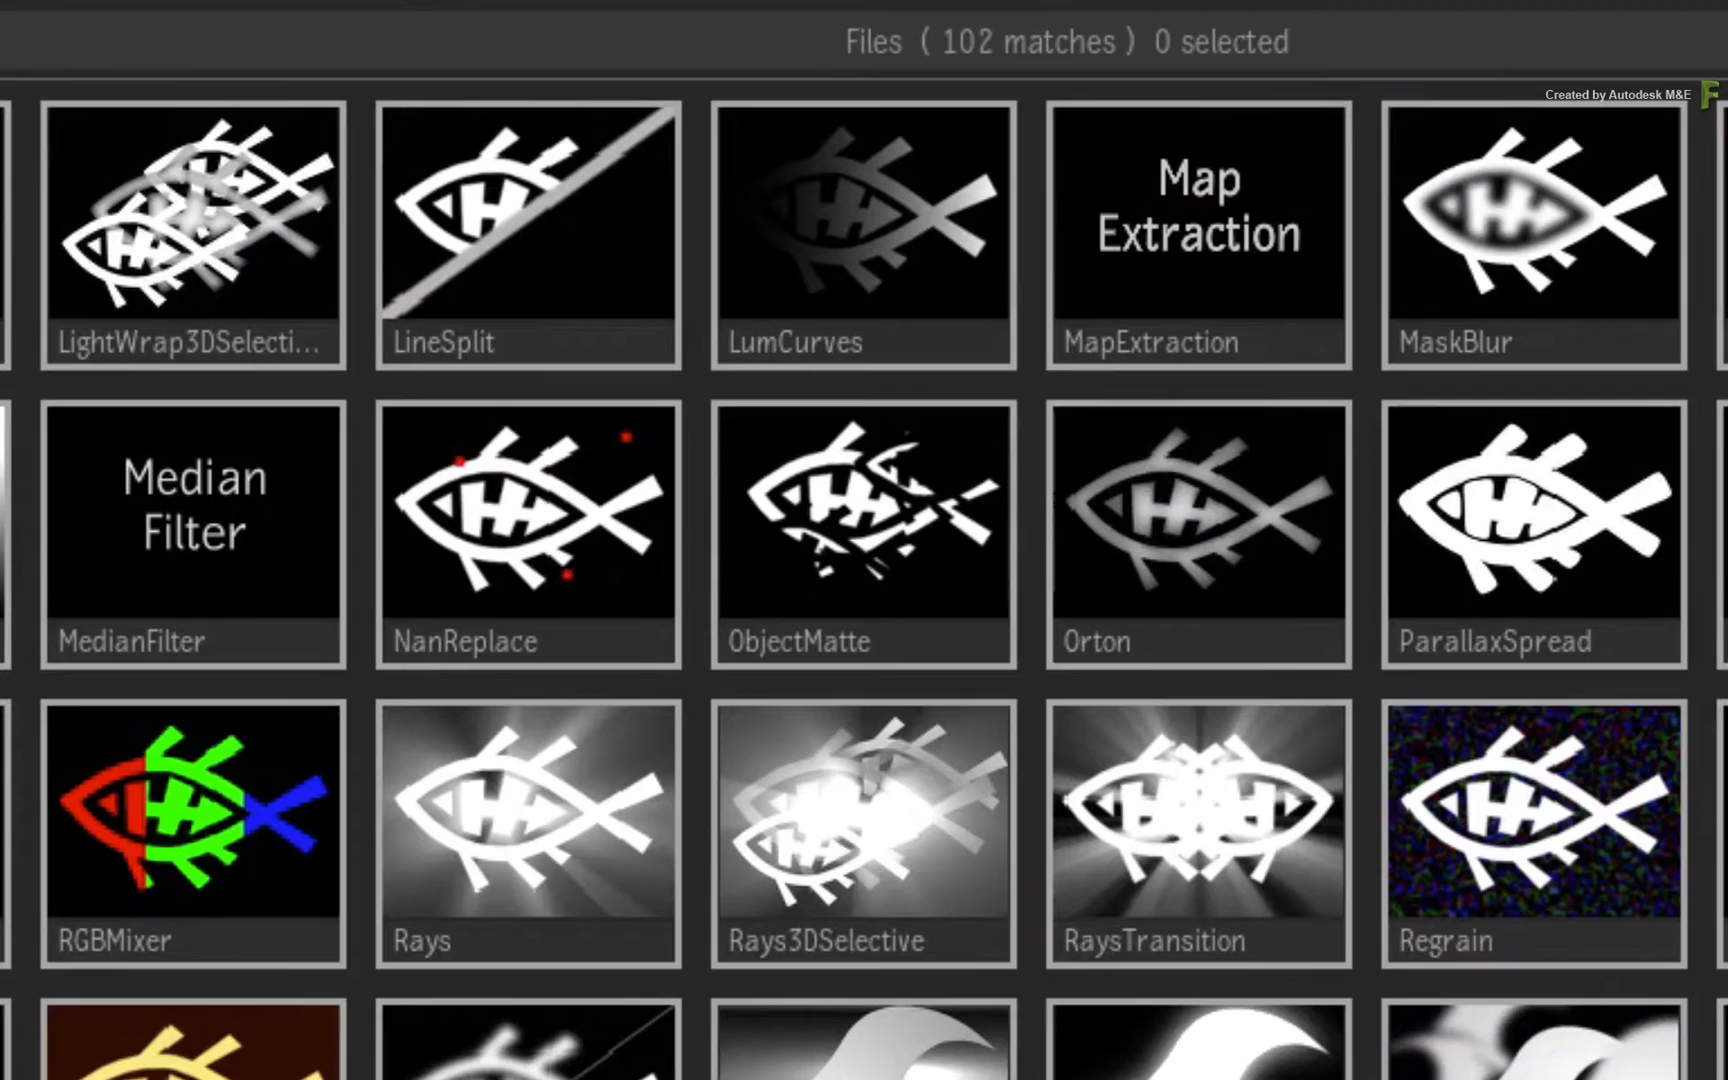 Files ( 102 matches ) 0 selected
Created by Autodesk M&E
Map
Extraction
LightWrap3DSelecti...
LineSplit
LumCurves
MapExtraction
MaskBlur
Median
Filter
MedianFilter
NanReplace
ObjectMatte
Orton
ParallaxSpread
RGBMixer
Rays
Rays3DSelective
RaysTransition
Regrain